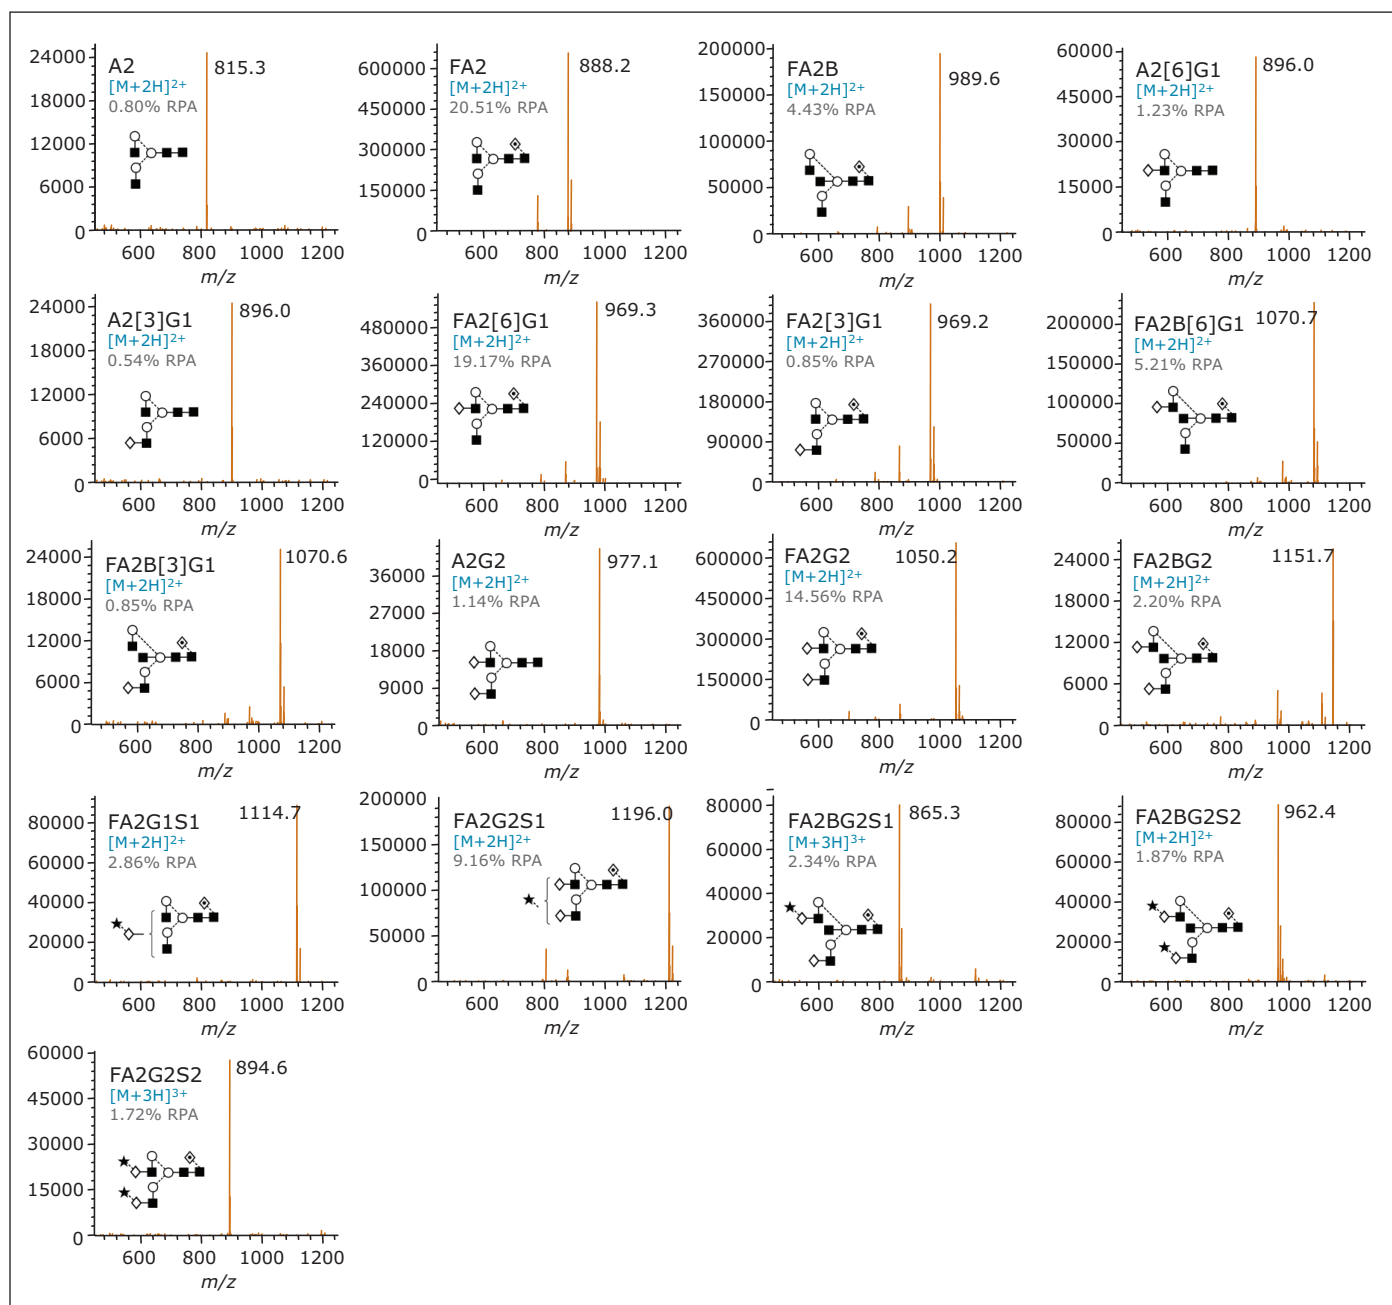 A2
[M+2H]2+
0.80% RPA
815.3
24000
18000
12000
6000
0
600 800 1000 1200
m/z
FA2
[M+2H]2+
20.51% RPA
888.2
600000
450000
300000
150000
0
600 800 1000 1200
m/z
FA2B
[M+2H]2+
4.43% RPA
989.6
200000
150000
100000
50000
0
600 800 1000 1200
m/z
A2[6]G1
[M+2H]2+
1.23% RPA
896.0
60000
45000
30000
15000
0
600 800 1000 1200
m/z
A2[3]G1
[M+2H]2+
0.54% RPA
896.0
24000
18000
12000
6000
0
600 800 1000 1200
m/z
FA2[6]G1
[M+2H]2+
19.17% RPA
969.3
480000
360000
240000
120000
0
600 800 1000 1200
m/z
FA2[3]G1
[M+2H]2+
0.85% RPA
969.2
360000
270000
180000
90000
0
600 800 1000 1200
m/z
FA2B[6]G1
[M+2H]2+
5.21% RPA
1070.7
200000
150000
100000
50000
0
600 800 1000 1200
m/z
FA2B[3]G1
[M+2H]2+
0.85% RPA
1070.6
24000
18000
12000
6000
0
600 800 1000 1200
m/z
A2G2
[M+2H]2+
1.14% RPA
977.1
36000
27000
18000
9000
0
600 800 1000 1200
m/z
FA2G2
[M+2H]2+
14.56% RPA
1050.2
600000
450000
300000
150000
0
600 800 1000 1200
m/z
FA2BG2
[M+2H]2+
2.20% RPA
1151.7
24000
18000
12000
6000
0
600 800 1000 1200
m/z
FA2G1S1
[M+2H]2+
2.86% RPA
1114.7
80000
60000
40000
20000
0
600 800 1000 1200
m/z
FA2G2S1
[M+2H]2+
9.16% RPA
1196.0
200000
150000
100000
50000
0
600 800 1000 1200
m/z
FA2BG2S1
[M+3H]3+
2.34% RPA
865.3
80000
60000
40000
20000
0
600 800 1000 1200
m/z
FA2BG2S2
[M+2H]2+
1.87% RPA
962.4
80000
60000
40000
20000
0
600 800 1000 1200
m/z
FA2G2S2
[M+3H]3+
1.72% RPA
894.6
60000
45000
30000
15000
0
600 800 1000 1200
m/z